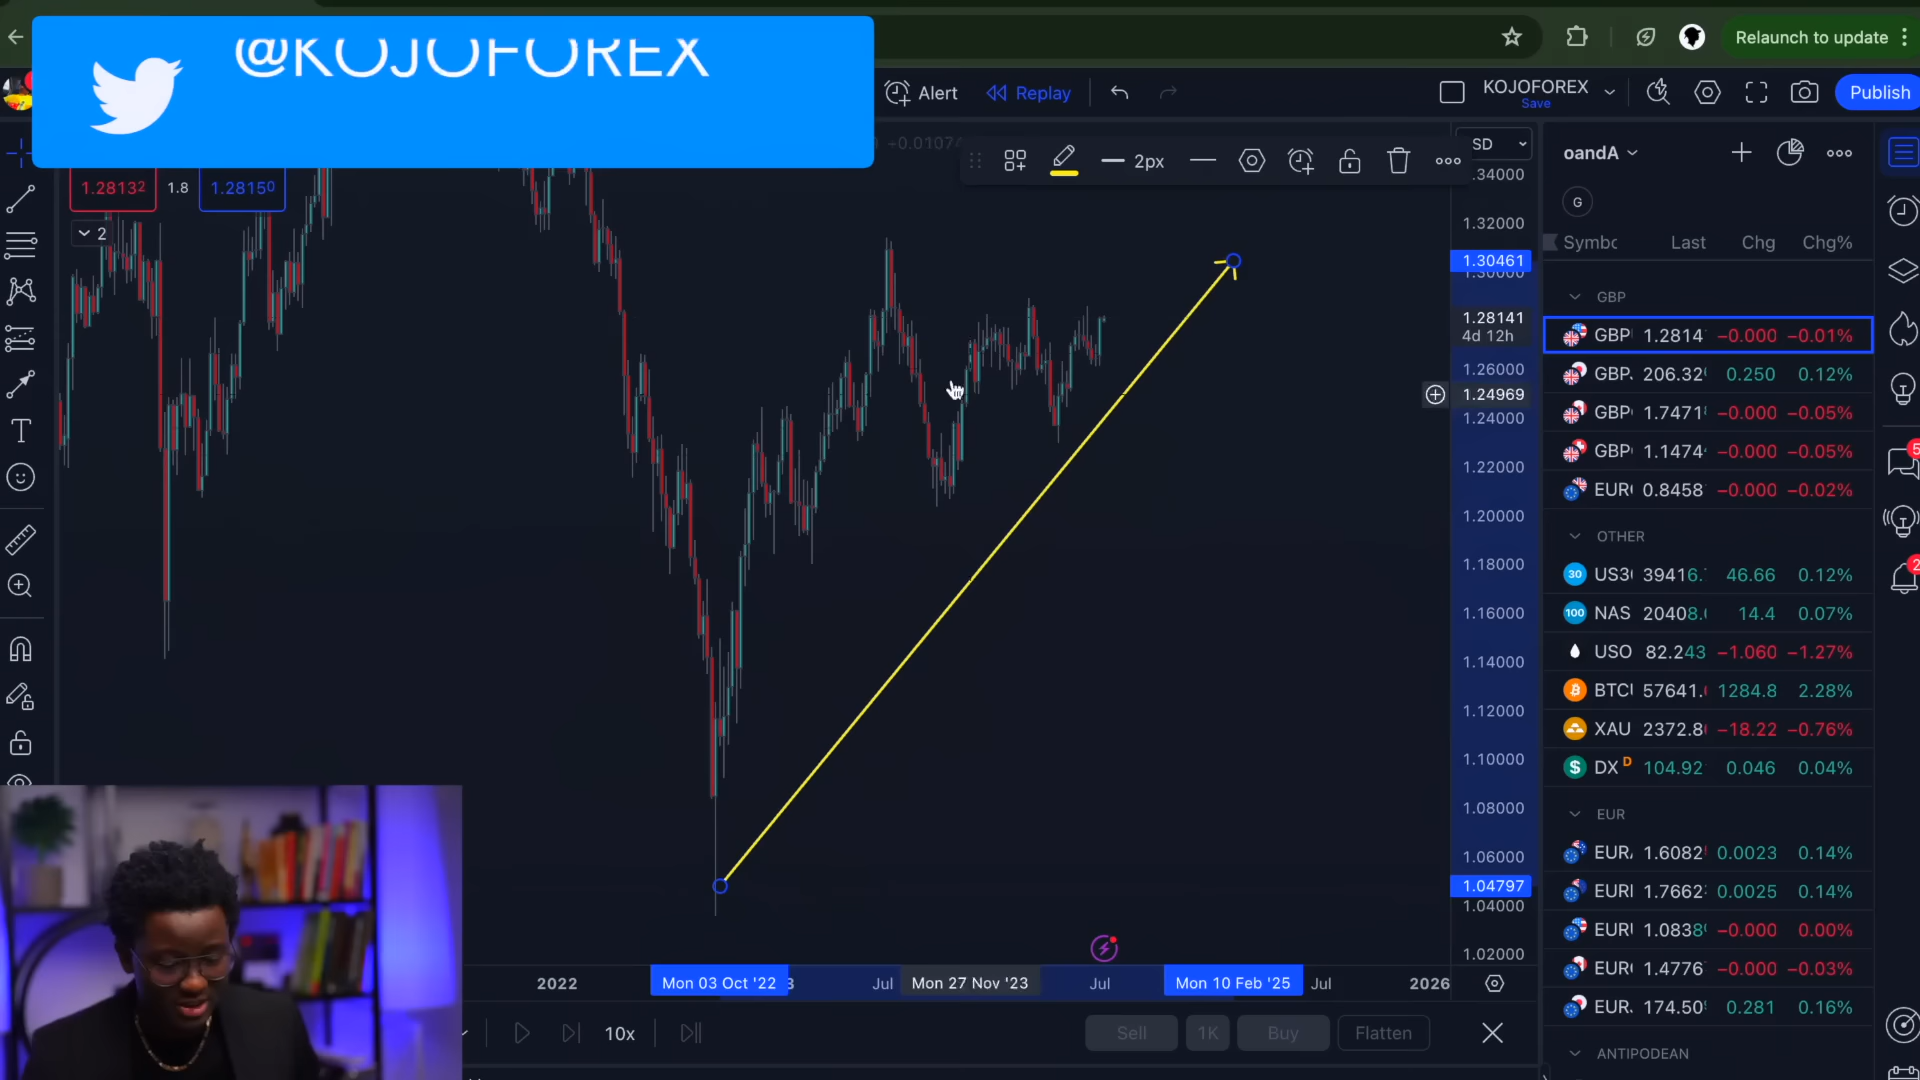 @KOJOFOREX
Relaunch to update
Alert
Replay
KOJOFOREX
Save
Publish
1.28132
1.8
1.28150
2
2px
SD
.34000
1.32000
1.30461
1.28141
4d 12h
1.26000
1.24969
1.24000
1.22000
1.20000
1.18000
1.16000
1.14000
1.12000
1.10000
1.08000
1.06000
1.04797
1.04000
1.02000
2022
Mon 03 Oct '22
Jul
Mon 27 Nov '23
Jul
Mon 10 Feb '25
Jul
2026
10x
Sell
1K
Buy
Flatten
oandA
G
Symbc
Last
Chg
Chg%
GBP
GBP 1.2814 −0.000 −0.01%
GBP. 206.32 0.250 0.12%
GBP 1.7471 −0.000 −0.05%
GBP 1.1474 −0.000 −0.05%
EUR 0.8458 −0.000 −0.02%
OTHER
30 US3 39416. 46.66 0.12%
100 NAS 20408. 14.4 0.07%
USO 82.243 −1.060 −1.27%
BTC 57641. 1284.8 2.28%
XAU 2372.8 −18.22 −0.76%
DX D 104.92 0.046 0.04%
EUR
EUR 1.6082 0.0023 0.14%
EUR 1.7662 0.0025 0.14%
EUR 1.0838 −0.000 0.00%
EUR 1.4776 −0.000 −0.03%
EUR. 174.50 0.281 0.16%
ANTIPODEAN